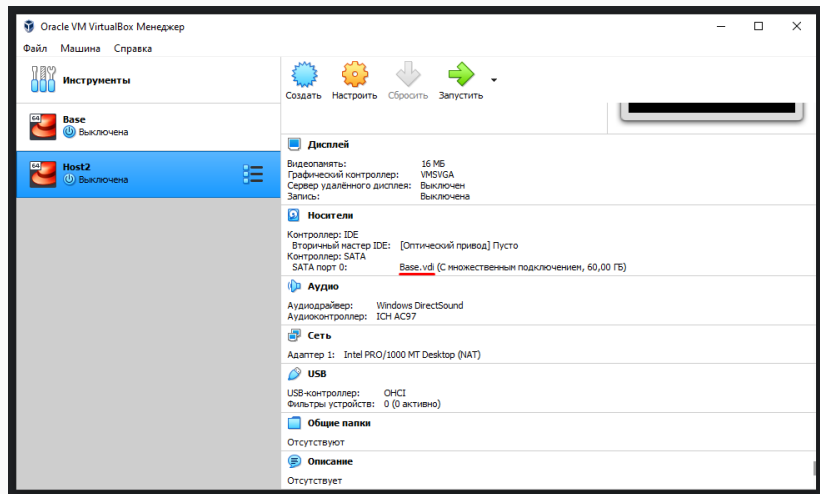 Oracle VM VirtualBox Менеджер
Файл Машина Справка
Инструменты
Создать Настроить Сбросить Запустить
64
Base
Выключена
64
Host2
Выключена
Дисплей
Видеопамять: 16 МБ
Графический контроллер: VMSVGA
Сервер удалённого дисплея: Выключен
Запись: Выключена
Носители
Контроллер: IDE
Вторичный мастер IDE: [Оптический привод] Пусто
Контроллер: SATA
SATA порт 0: Base.vdi (С множественным подключением, 60,00 ГБ)
Аудио
Аудиодрайвер: Windows DirectSound
Аудиоконтроллер: ICH AC97
Сеть
Адаптер 1: Intel PRO/1000 MT Desktop (NAT)
USB
USB-контроллер: OHCI
Фильтры устройств: 0 (0 активно)
Общие папки
Отсутствуют
Описание
Отсутствует